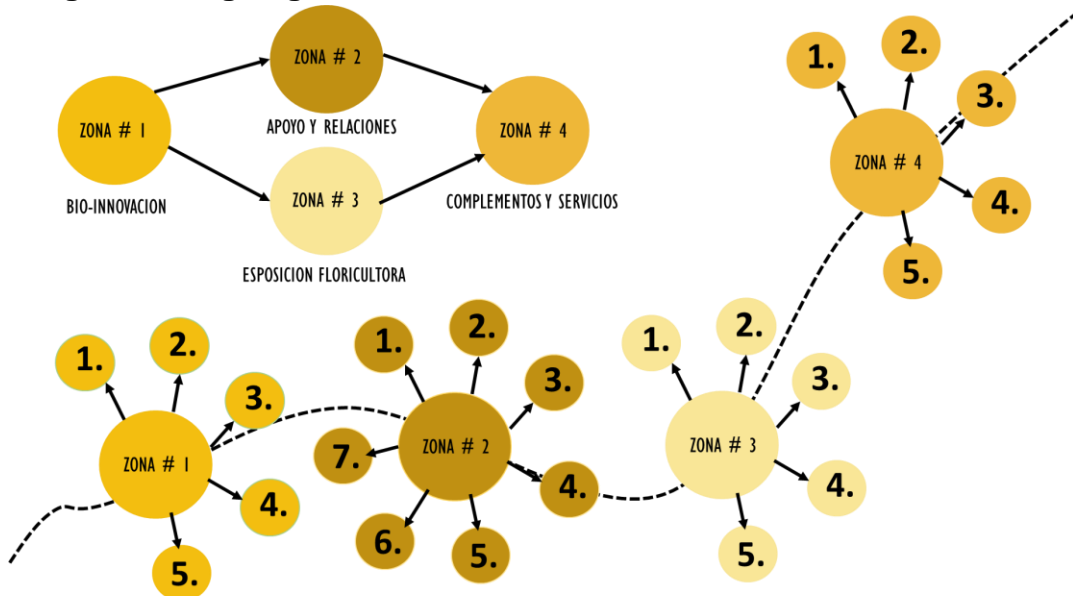 ZONA # 1
BIO-INNOVACION
ZONA # 2
APOYO Y RELACIONES
ZONA # 3
ESPOSICION FLORICULTORA
ZONA # 4
COMPLEMENTOS Y SERVICIOS
ZONA # 1
1.
2.
3.
4.
5.
ZONA # 2
1.
2.
3.
4.
5.
6.
7.
ZONA # 3
1.
2.
3.
4.
5.
ZONA # 4
1.
2.
3.
4.
5.